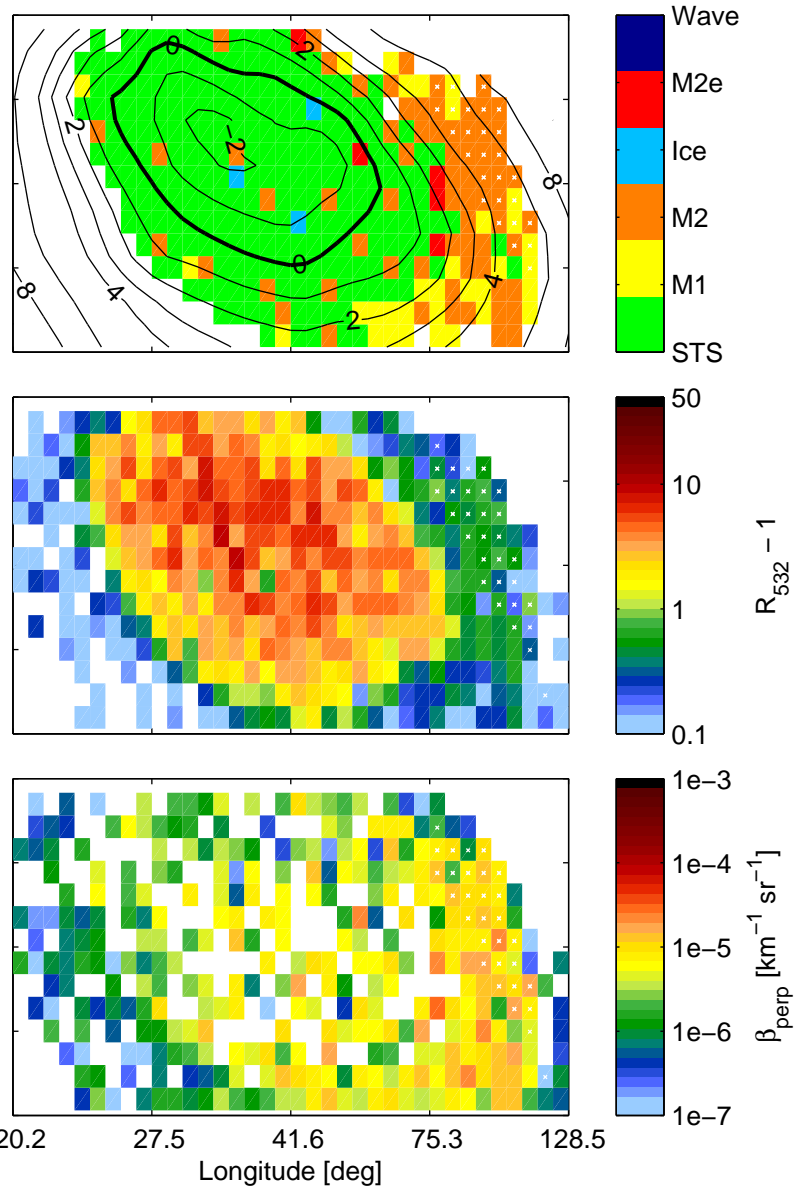 0
2
2
−2
8
8
4
0
4
2
Wave
M2e
Ice
M2
M1
STS
50
10
1
0.1
R532 − 1
1e−3
1e−4
1e−5
1e−6
1e−7
βperp [km−1 sr−1]
20.2 27.5 41.6 75.3 128.5
Longitude [deg]